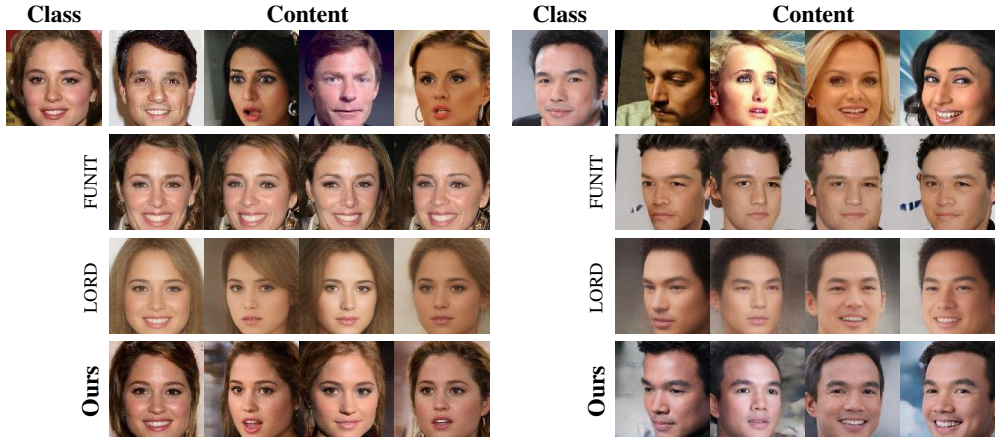 Class Content Class Content
FUNIT FUNIT
LORD LORD
Ours Ours